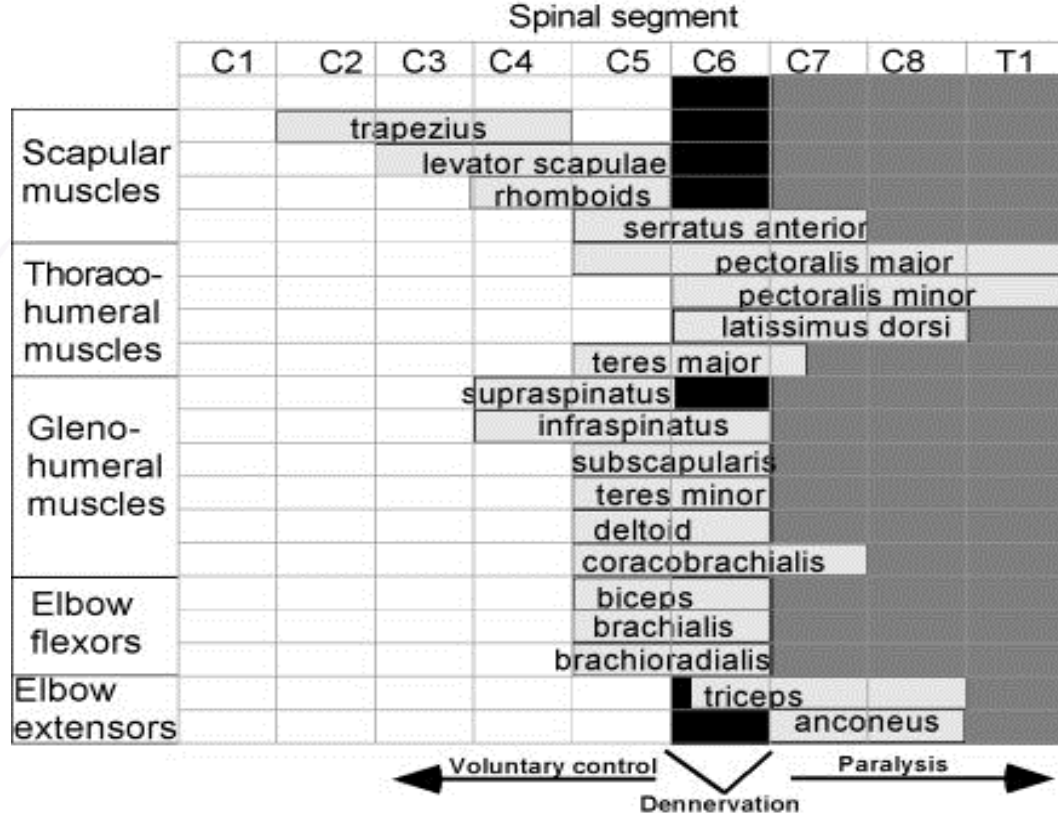 Spinal segment
C1 C2 C3 C4 C5 C6 C7 C8 T1
Scapular
muscles
trapezius
levator scapulae
rhomboids
serratus anterior
Thoraco-
humeral
muscles
pectoralis major
pectoralis minor
latissimus dorsi
teres major
Gleno-
humeral
muscles
supraspinatus
infraspinatus
subscapularis
teres minor
deltoid
coracobrachialis
Elbow
flexors
biceps
brachialis
brachioradialis
Elbow
extensors
triceps
anconeus
Voluntary control
Dennervation
Paralysis